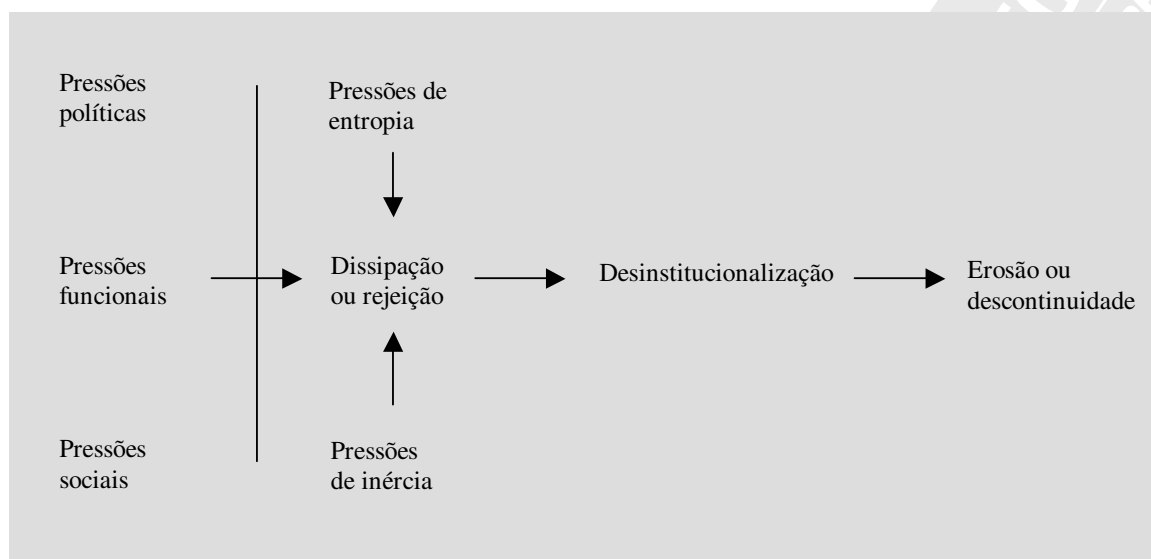 Pressões
políticas
Pressões de
entropia
Pressões
funcionais
Dissipação
ou rejeição
Desinstitucionalização
Erosão ou
descontinuidade
Pressões
sociais
Pressões
de inércia